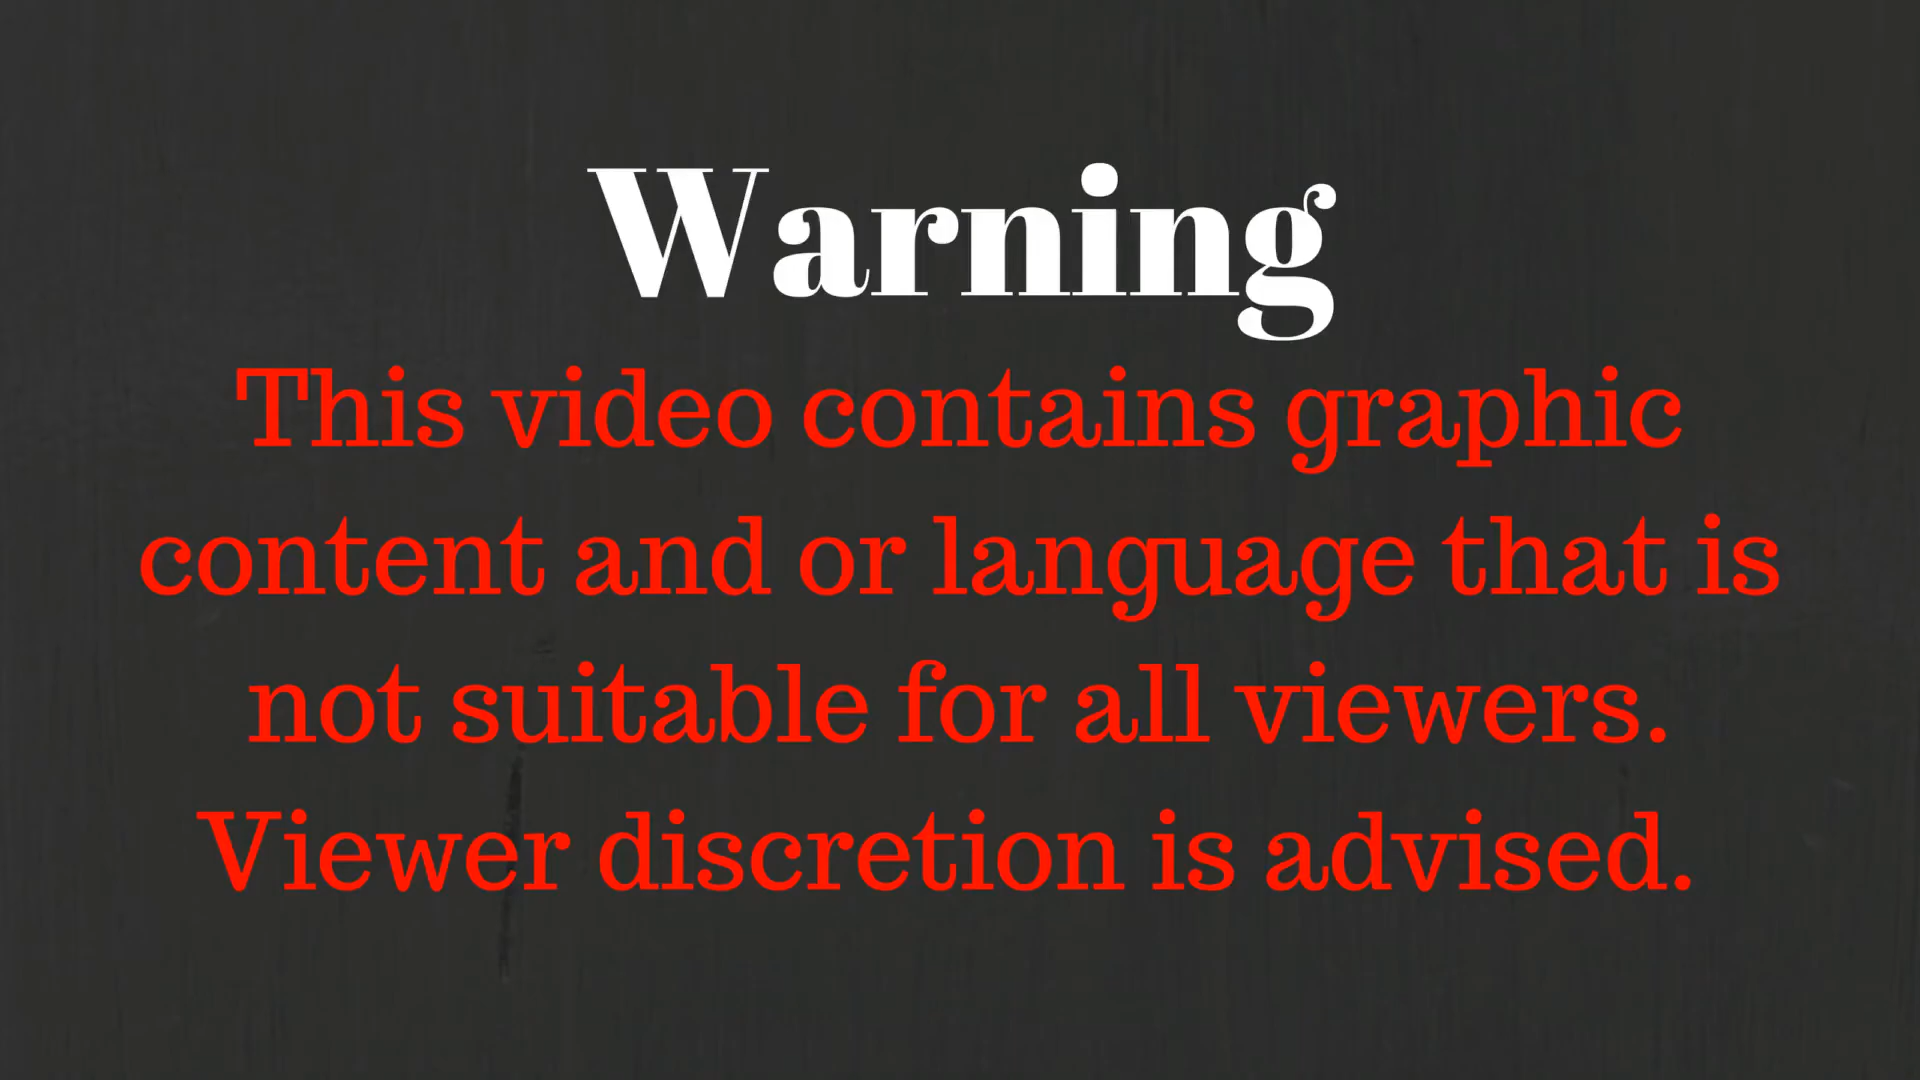 Warning
This video contains graphic
content and or language that is
not suitable for all viewers.
Viewer discretion is advised.